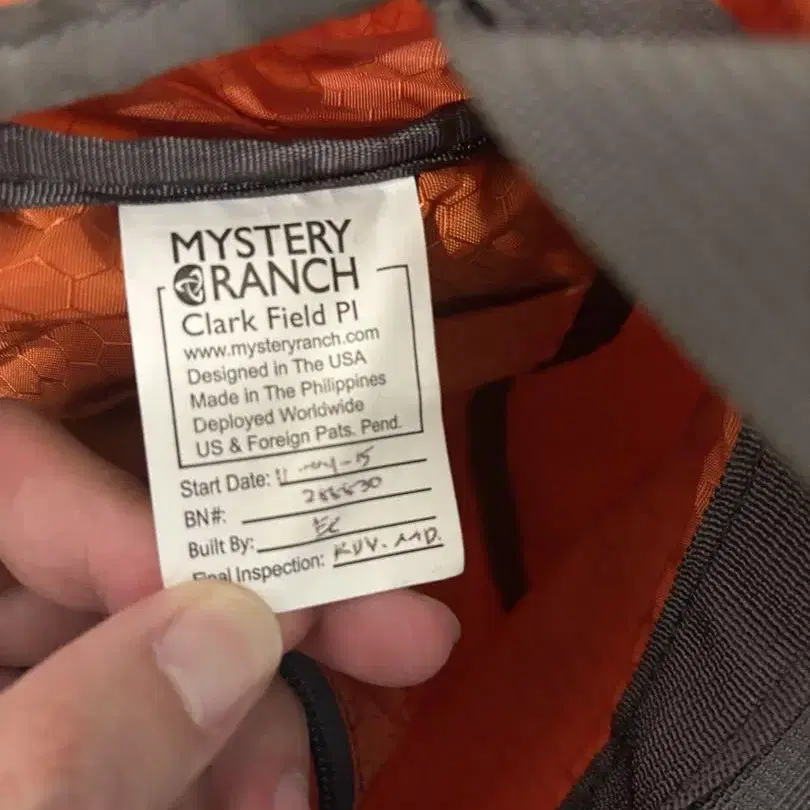 MYSTERY
RANCH
Clark Field PI
www.mysteryranch.com
Designed in The USA
Made in The Philippines
Deployed Worldwide
US & Foreign Pats. Pend.
Start Date:
BN#:
Built By:
Final Inspection: